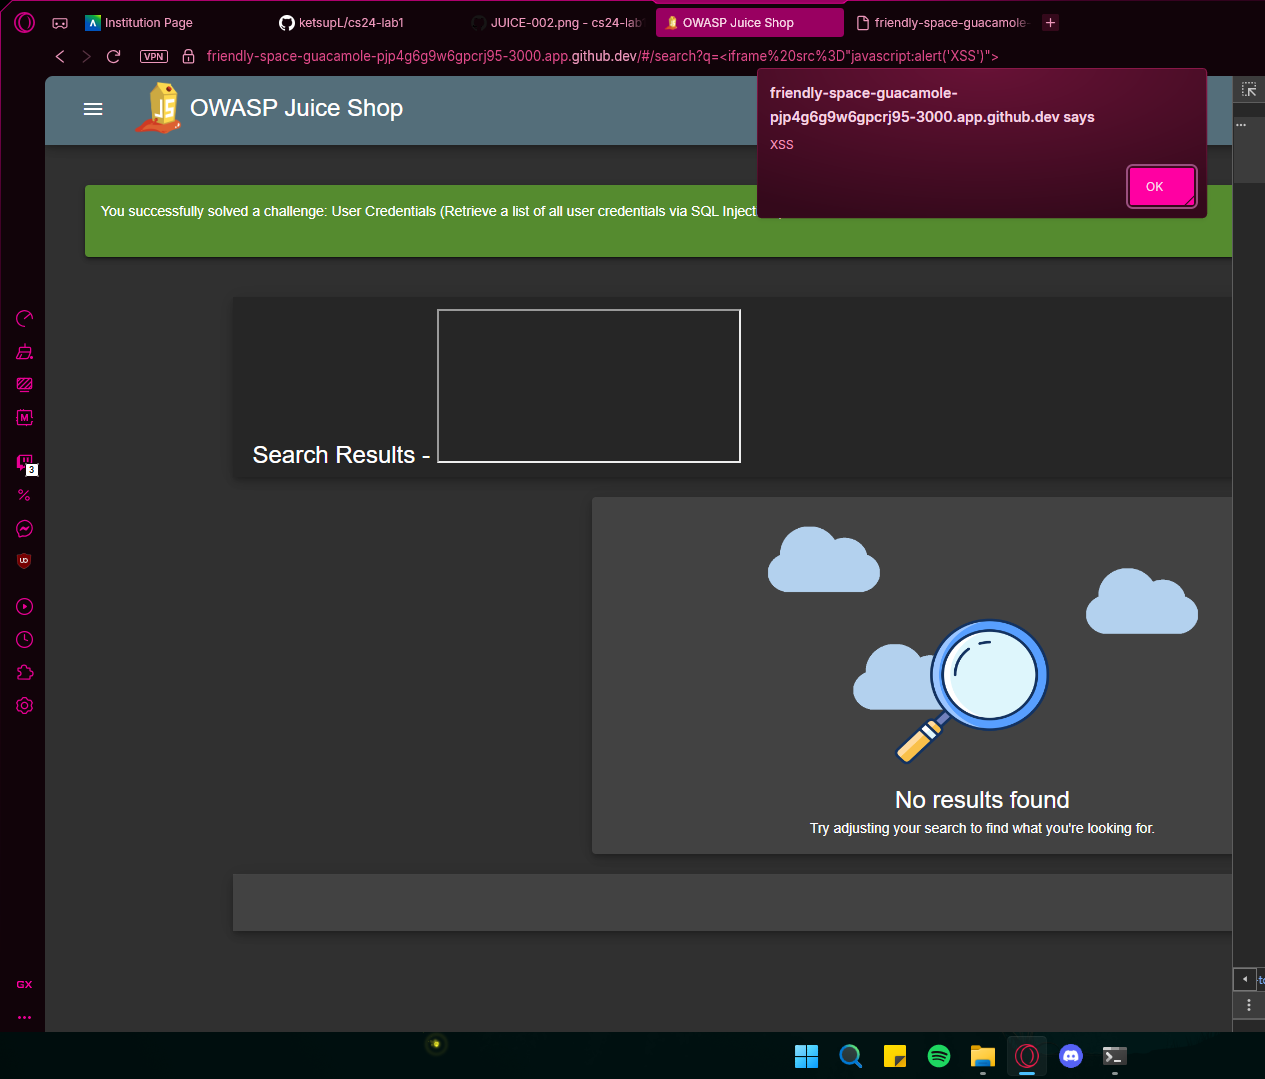 Institution Page
ketsupL/cs24-lab1
JUICE-002.png - cs24-lab
OWASP Juice Shop
friendly-space-guacamole-
VPN
friendly-space-guacamole-pjp4g6g9w6gpcrj95-3000.app.github.dev/#/search?q=<iframe%20src%3D"javascript:alert('XSS')">
friendly-space-guacamole-
pjp4g6g9w6gpcrj95-3000.app.github.dev says
XSS
OK
OWASP Juice Shop
You successfully solved a challenge: User Credentials (Retrieve a list of all user credentials via SQL Inject
Search Results -
3
No results found
Try adjusting your search to find what you're looking for.
GX